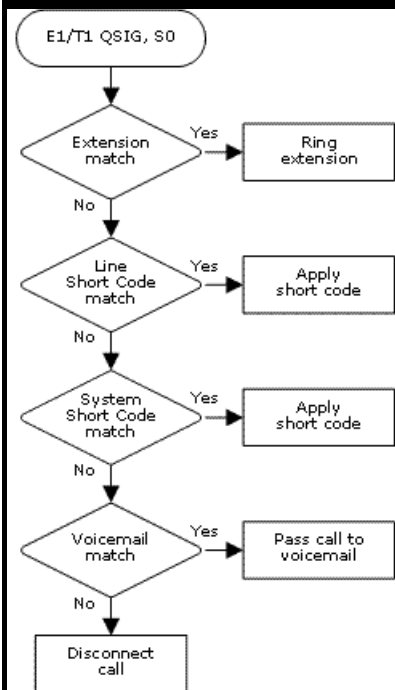 E1/T1 QSIG, S0
Extension
match
Yes
Ring
extension
No
Line
Short Code
match
Yes
Apply
short code
No
System
Short Code
match
Yes
Apply
short code
No
Voicemail
match
Yes
Pass call to
voicemail
No
Disconnect
call